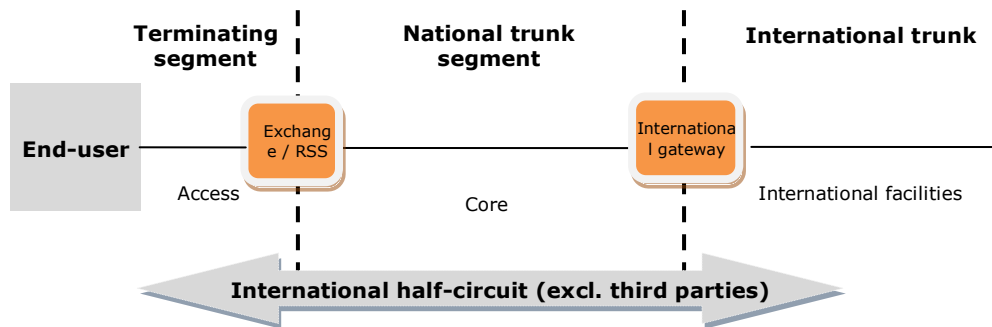 Terminating
segment
National trunk
segment
International trunk
End-user
Exchang
e / RSS
Internationa
l gateway
Access
Core
International facilities
International half-circuit (excl. third parties)